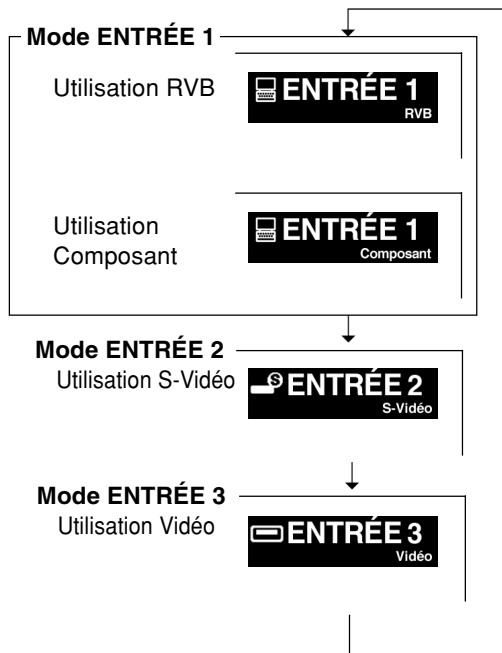 Mode ENTRÉE 1
Utilisation RVB
ENTRÉE 1
RVB
Utilisation
Composant
ENTRÉE 1
Composant
Mode ENTRÉE 2
Utilisation S-Vidéo
S
ENTRÉE 2
S-Vidéo
Mode ENTRÉE 3
Utilisation Vidéo
ENTRÉE 3
Vidéo